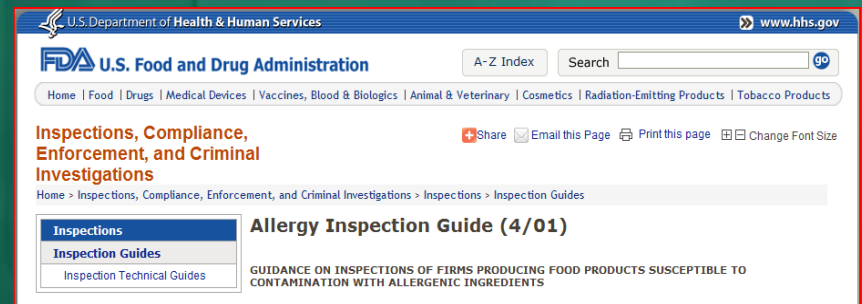 U.S. Department of Health & Human Services www.hhs.gov
FDA U.S. Food and Drug Administration A-Z Index Search go
Home | Food | Drugs | Medical Devices | Vaccines, Blood & Biologics | Animal & Veterinary | Cosmetics | Radiation-Emitting Products | Tobacco Products
Inspections, Compliance,
Enforcement, and Criminal
Investigations
Share Email this Page Print this page Change Font Size
Home > Inspections, Compliance, Enforcement, and Criminal Investigations > Inspections > Inspection Guides
Inspections
Inspection Guides
Inspection Technical Guides
Allergy Inspection Guide (4/01)
GUIDANCE ON INSPECTIONS OF FIRMS PRODUCING FOOD PRODUCTS SUSCEPTIBLE TO
CONTAMINATION WITH ALLERGENIC INGREDIENTS